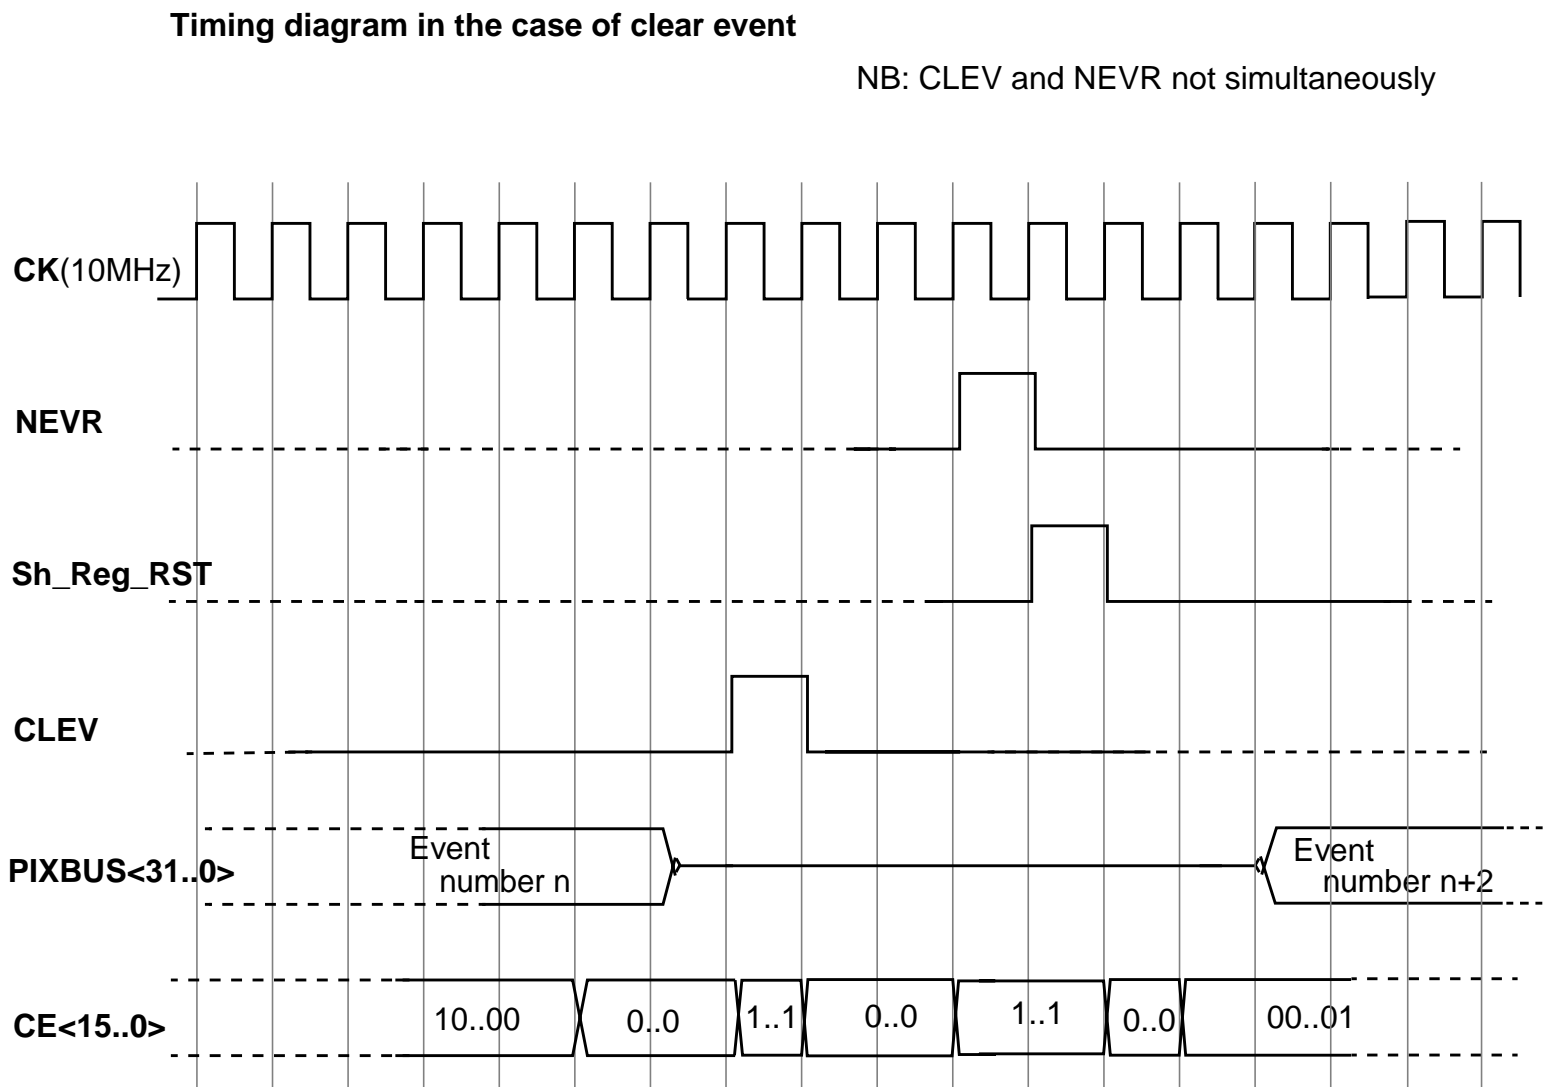 Timing diagram in the case of clear event
NB: CLEV and NEVR not simultaneously
CK(10MHz)
NEVR
Sh_Reg_RST
CLEV
PIXBUS<31..0>
Event
number n
Event
number n+2
CE<15..0>
10..00
0..0
1..1
0..0
1..1
0..0
00..01